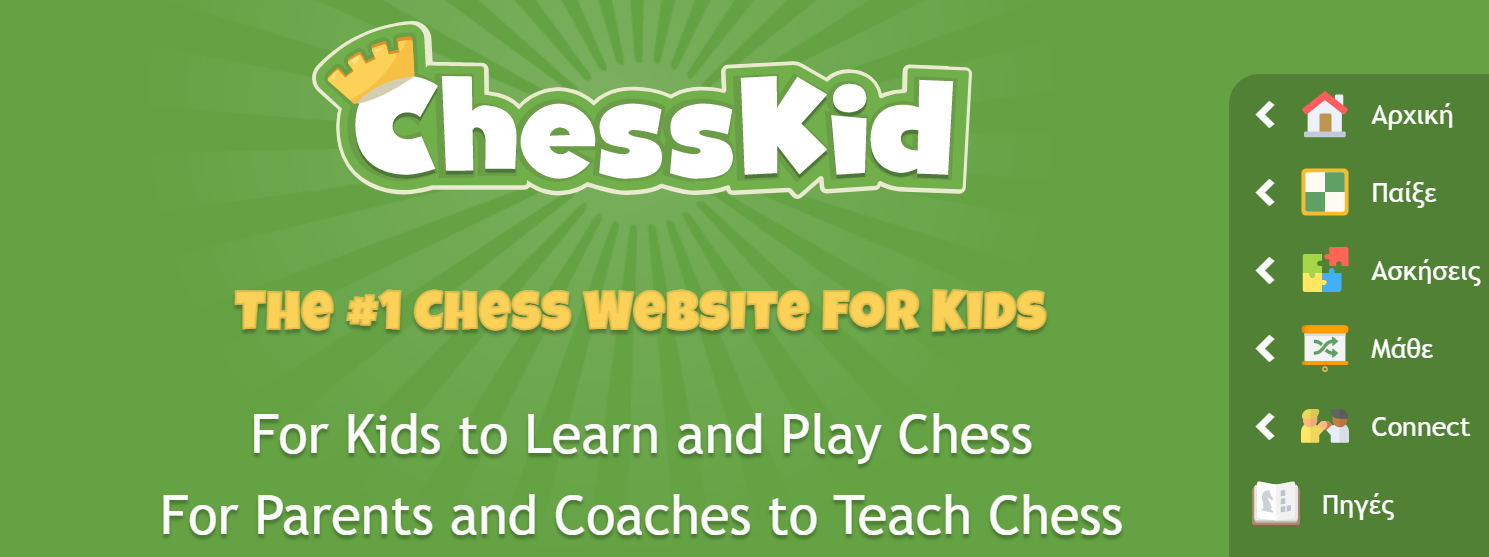 ChessKid
THE #1 CHESS WEBSITE FOR KIDS
For Kids to Learn and Play Chess
For Parents and Coaches to Teach Chess
Αρχική
Παίξε
Ασκήσεις
Μάθε
Connect
Πηγές